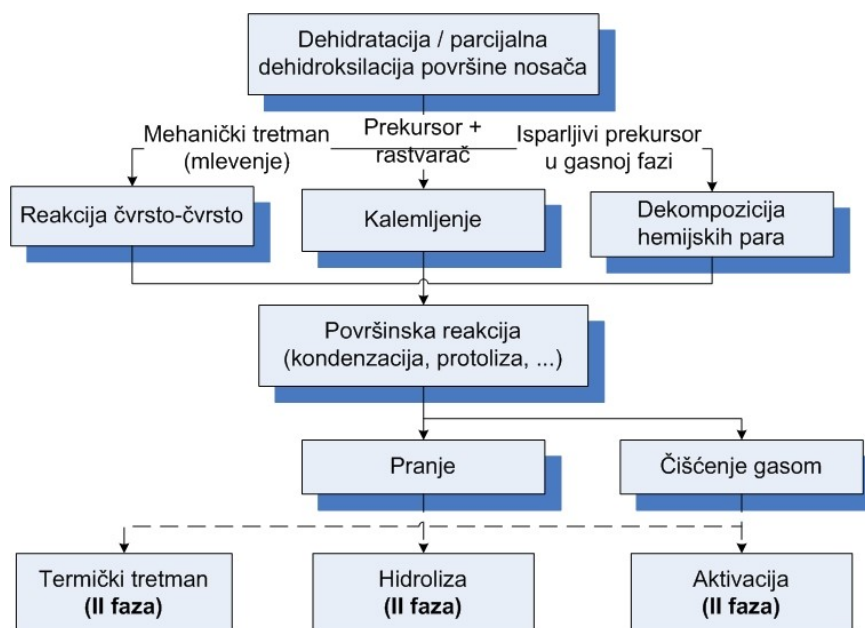 Dehidratacija / parcijalna
dehidroksilacija površine nosača
Mehanički tretman
(mlevenje)
Prekursor +
rastvarač
Isparljivi prekursor
u gasnoj fazi
Reakcija čvrsto-čvrsto
Kalemljenje
Dekompozicija
hemijskih para
Površinska reakcija
(kondenzacija, protoliza, ...)
Pranje
Čišćenje gasom
Termički tretman
(II faza)
Hidroliza
(II faza)
Aktivacija
(II faza)